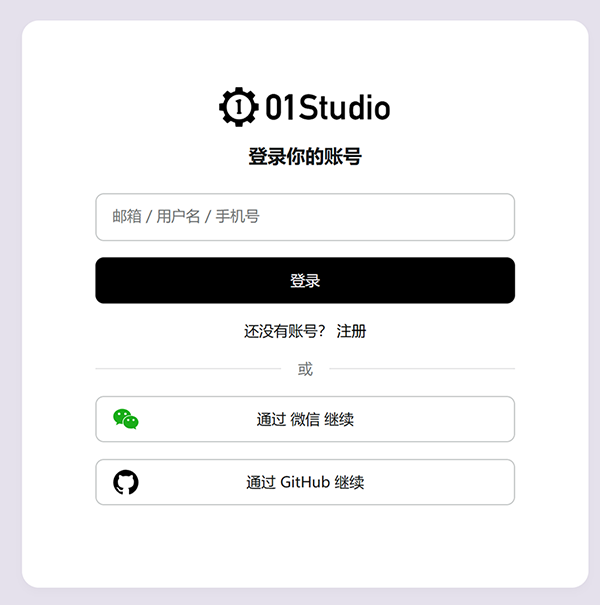 1 01Studio
登录你的账号
邮箱 / 用户名 / 手机号
登录
还没有账号? 注册
或
通过 微信 继续
通过 GitHub 继续